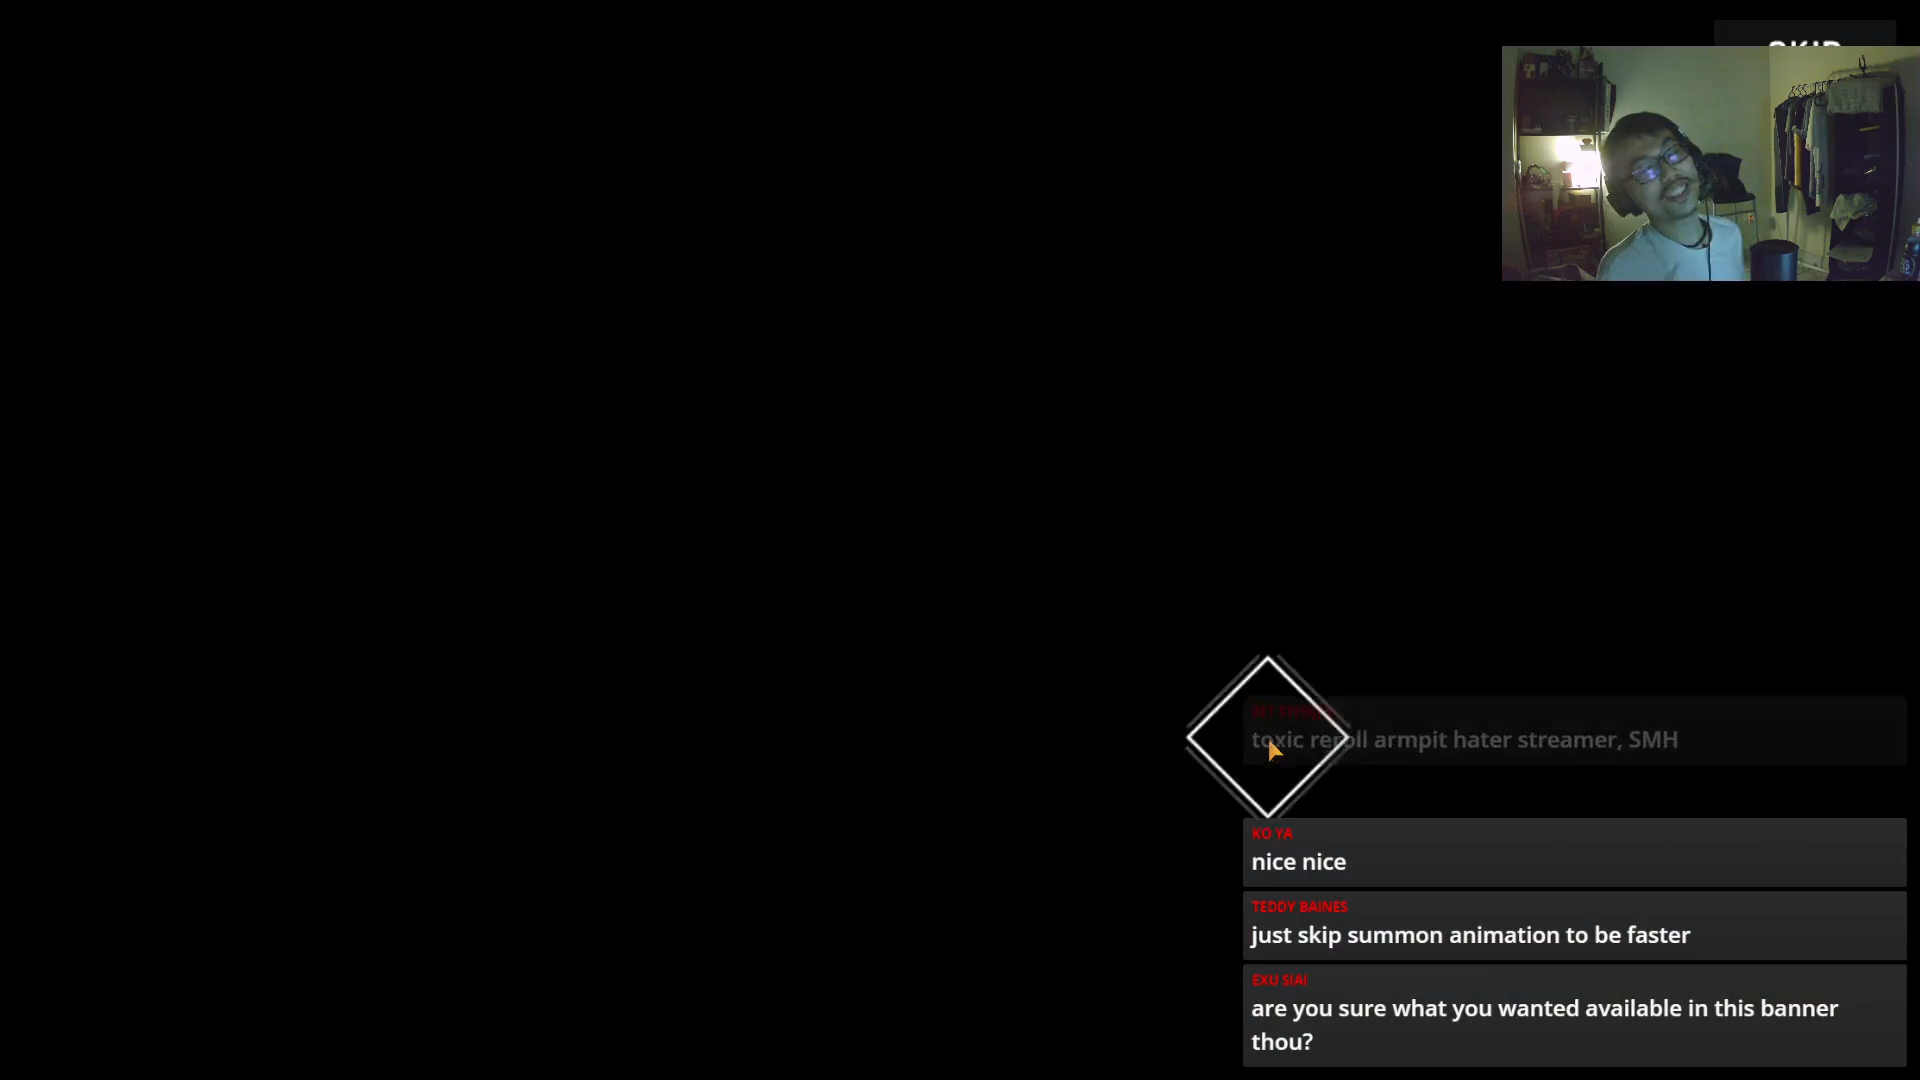 SKIP
toxic reroll armpit hater streamer, SMH
KO YA
nice nice
TEDDY BAINES
just skip summon animation to be faster
EXU SIAI
are you sure what you wanted available in this banner
thou?